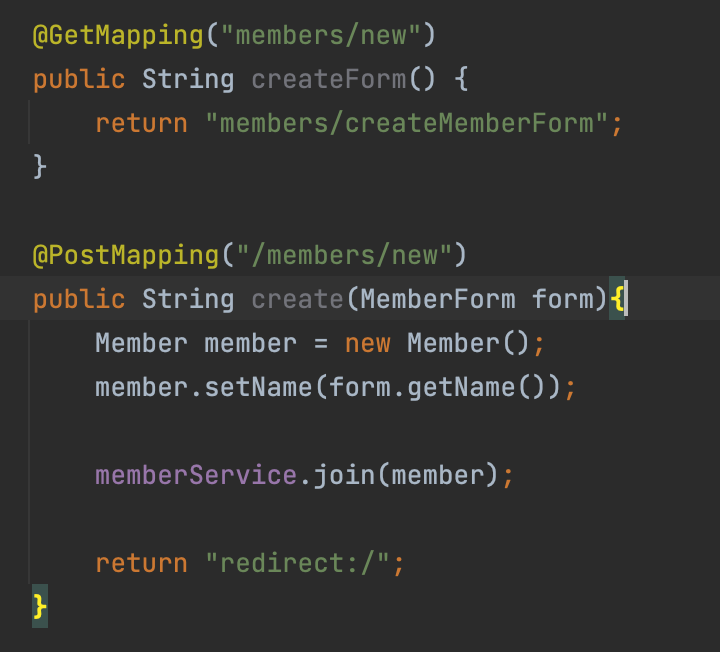 @GetMapping("members/new")
public String createForm() {
    return "members/createMemberForm";
}
@PostMapping("/members/new")
public String create(MemberForm form){
    Member member = new Member();
    member.setName(form.getName());
    memberService.join(member);
    return "redirect:/";
}